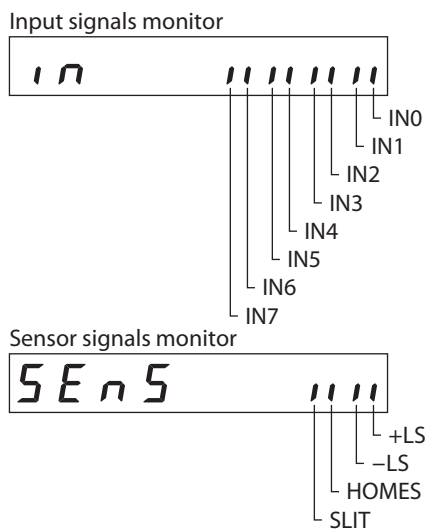 Input signals monitor
in
IN0
IN1
IN2
IN3
IN4
IN5
IN6
IN7
Sensor signals monitor
SEnS
+LS
−LS
HOMES
SLIT